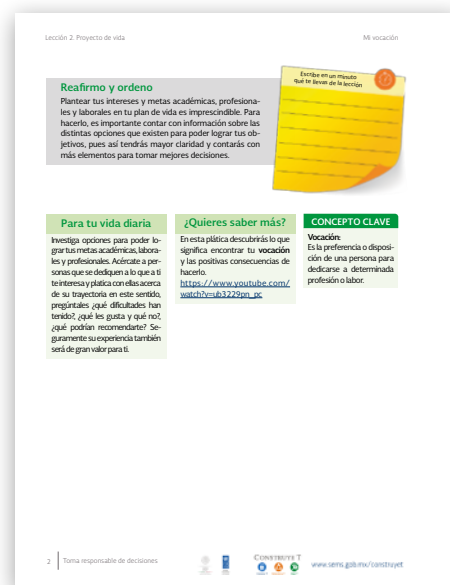 Lección 2. Proyecto de vida
Mi vocación
Reafirmo y ordeno
Plantear tus intereses y metas académicas, profesiona-
les y laborales en tu plan de vida es imprescindible. Para
hacerlo, es importante contar con información sobre las
distintas opciones que existen para poder lograr tus ob-
jetivos, pues así tendrás mayor claridad y contarás con
más elementos para tomar mejores decisiones.
Escribe en un minuto
qué te llevas de la lección
Para tu vida diaria
Investiga opciones para poder lo-
grar tus metas académicas, labora-
les y profesionales. Acércate a per-
sonas que se dediquen a lo que a ti
te interesa y platica con ellas acerca
de su trayectoria en este sentido,
pregúntales ¿qué dificultades han
tenido?, ¿qué les gusta y qué no?,
¿qué podrían recomendarte? Se-
guramente su experiencia también
será de gran valor para ti.
¿Quieres saber más?
En esta plática descubrirás lo que
significa encontrar tu vocación
y las positivas consecuencias de
hacerlo.
https://www.youtube.com/
watch?v=ub3229pn_pc
CONCEPTO CLAVE
Vocación:
Es la preferencia o disposi-
ción de una persona para
dedicarse a determinada
profesión o labor.
2
Toma responsable de decisiones
CONSTRUYE T
www.sems.gob.mx/construyet